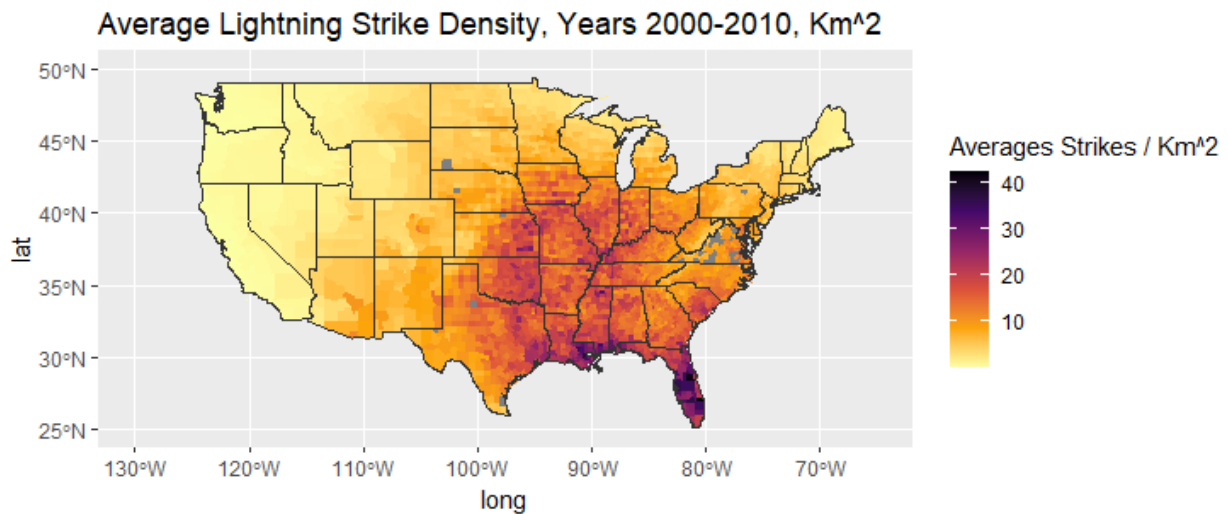 Average Lightning Strike Density, Years 2000-2010, Km^2
50°N
45°N
40°N
35°N
30°N
25°N
lat
130°W 120°W 110°W 100°W 90°W 80°W 70°W
long
Averages Strikes / Km^2
40
30
20
10